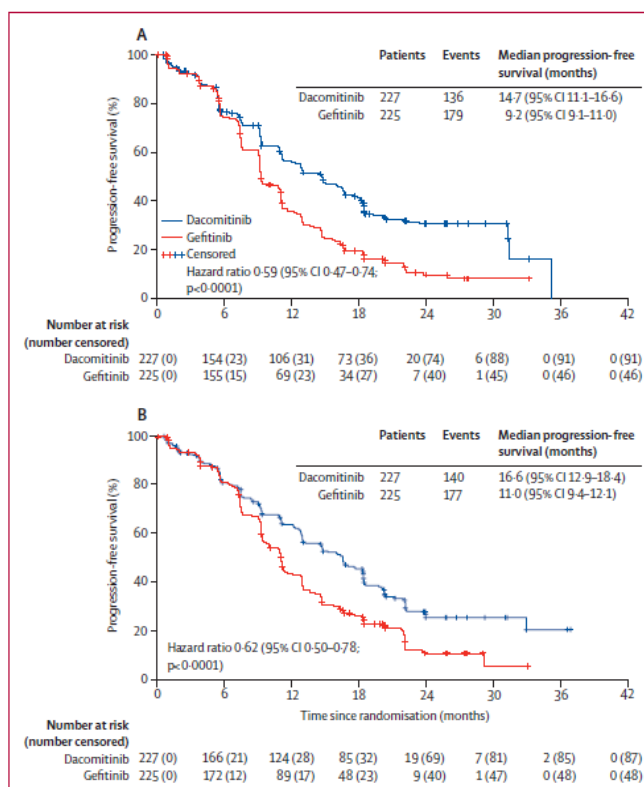 A
Patients Events Median progression-free
survival (months)
Dacomitinib 227 136 14·7 (95% CI 11·1–16·6)
Gefitinib 225 179 9·2 (95% CI 9·1–11·0)
Progression-free survival (%)
100
80
60
40
20
0
Dacomitinib
Gefitinib
Censored
Hazard ratio 0·59 (95% CI 0·47–0·74;
p<0·0001)
0 6 12 18 24 30 36 42
Number at risk
(number censored)
Dacomitinib 227 (0) 154 (23) 106 (31) 73 (36) 20 (74) 6 (88) 0 (91) 0 (91)
Gefitinib 225 (0) 155 (15) 69 (23) 34 (27) 7 (40) 1 (45) 0 (46) 0 (46)
B
Patients Events Median progression-free
survival (months)
Dacomitinib 227 140 16·6 (95% CI 12·9–18·4)
Gefitinib 225 177 11·0 (95% CI 9·4–12·1)
Progression-free survival (%)
100
80
60
40
20
0
Hazard ratio 0·62 (95% CI 0·50–0·78;
p<0·0001)
0 6 12 18 24 30 36 42
Time since randomisation (months)
Number at risk
(number censored)
Dacomitinib 227 (0) 166 (21) 124 (28) 85 (32) 19 (69) 7 (81) 2 (85) 0 (87)
Gefitinib 225 (0) 172 (12) 89 (17) 48 (23) 9 (40) 1 (47) 0 (48) 0 (48)